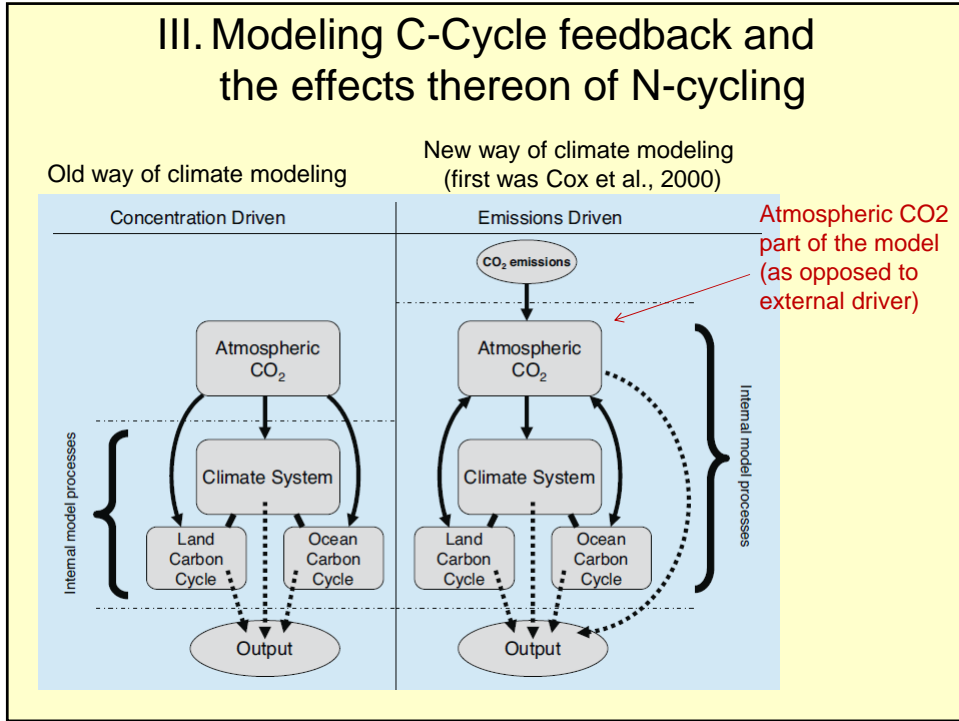 III. Modeling C-Cycle feedback and
the effects thereon of N-cycling
Old way of climate modeling
New way of climate modeling
(first was Cox et al., 2000)
Concentration Driven
Emissions Driven
Atmospheric CO2
part of the model
(as opposed to
external driver)
CO₂ emissions
Atmospheric
CO₂
Atmospheric
CO₂
Internal model processes
Climate System
Climate System
Internal model processes
Land
Carbon
Cycle
Ocean
Carbon
Cycle
Land
Carbon
Cycle
Ocean
Carbon
Cycle
Output
Output